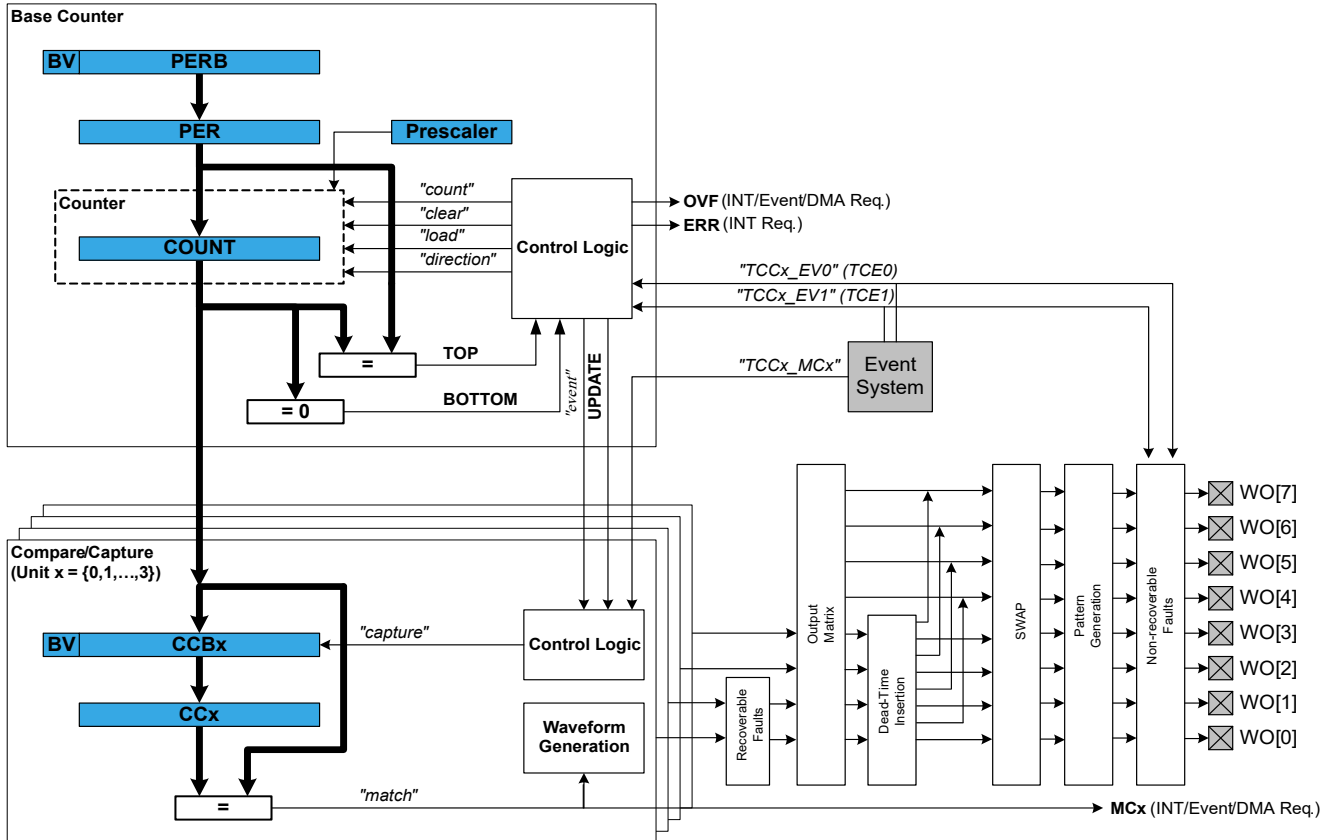 Base Counter
BV
PERB
PER
Prescaler
Counter
COUNT
"count"
"clear"
"load"
"direction"
Control Logic
OVF (INT/Event/DMA Req.)
ERR (INT Req.)
"TCCx_EV0" (TCE0)
"TCCx_EV1" (TCE1)
"TCCx_MCx"
Event
System
=
TOP
= 0
BOTTOM
"event"
UPDATE
Compare/Capture
(Unit x = {0,1,…,3})
BV
CCBx
"capture"
Control Logic
CCx
Waveform
Generation
=
"match"
Recoverable
Faults
Output
Matrix
Dead-Time
Insertion
SWAP
Pattern
Generation
Non-recoverable
Faults
WO[7]
WO[6]
WO[5]
WO[4]
WO[3]
WO[2]
WO[1]
WO[0]
MCx (INT/Event/DMA Req.)